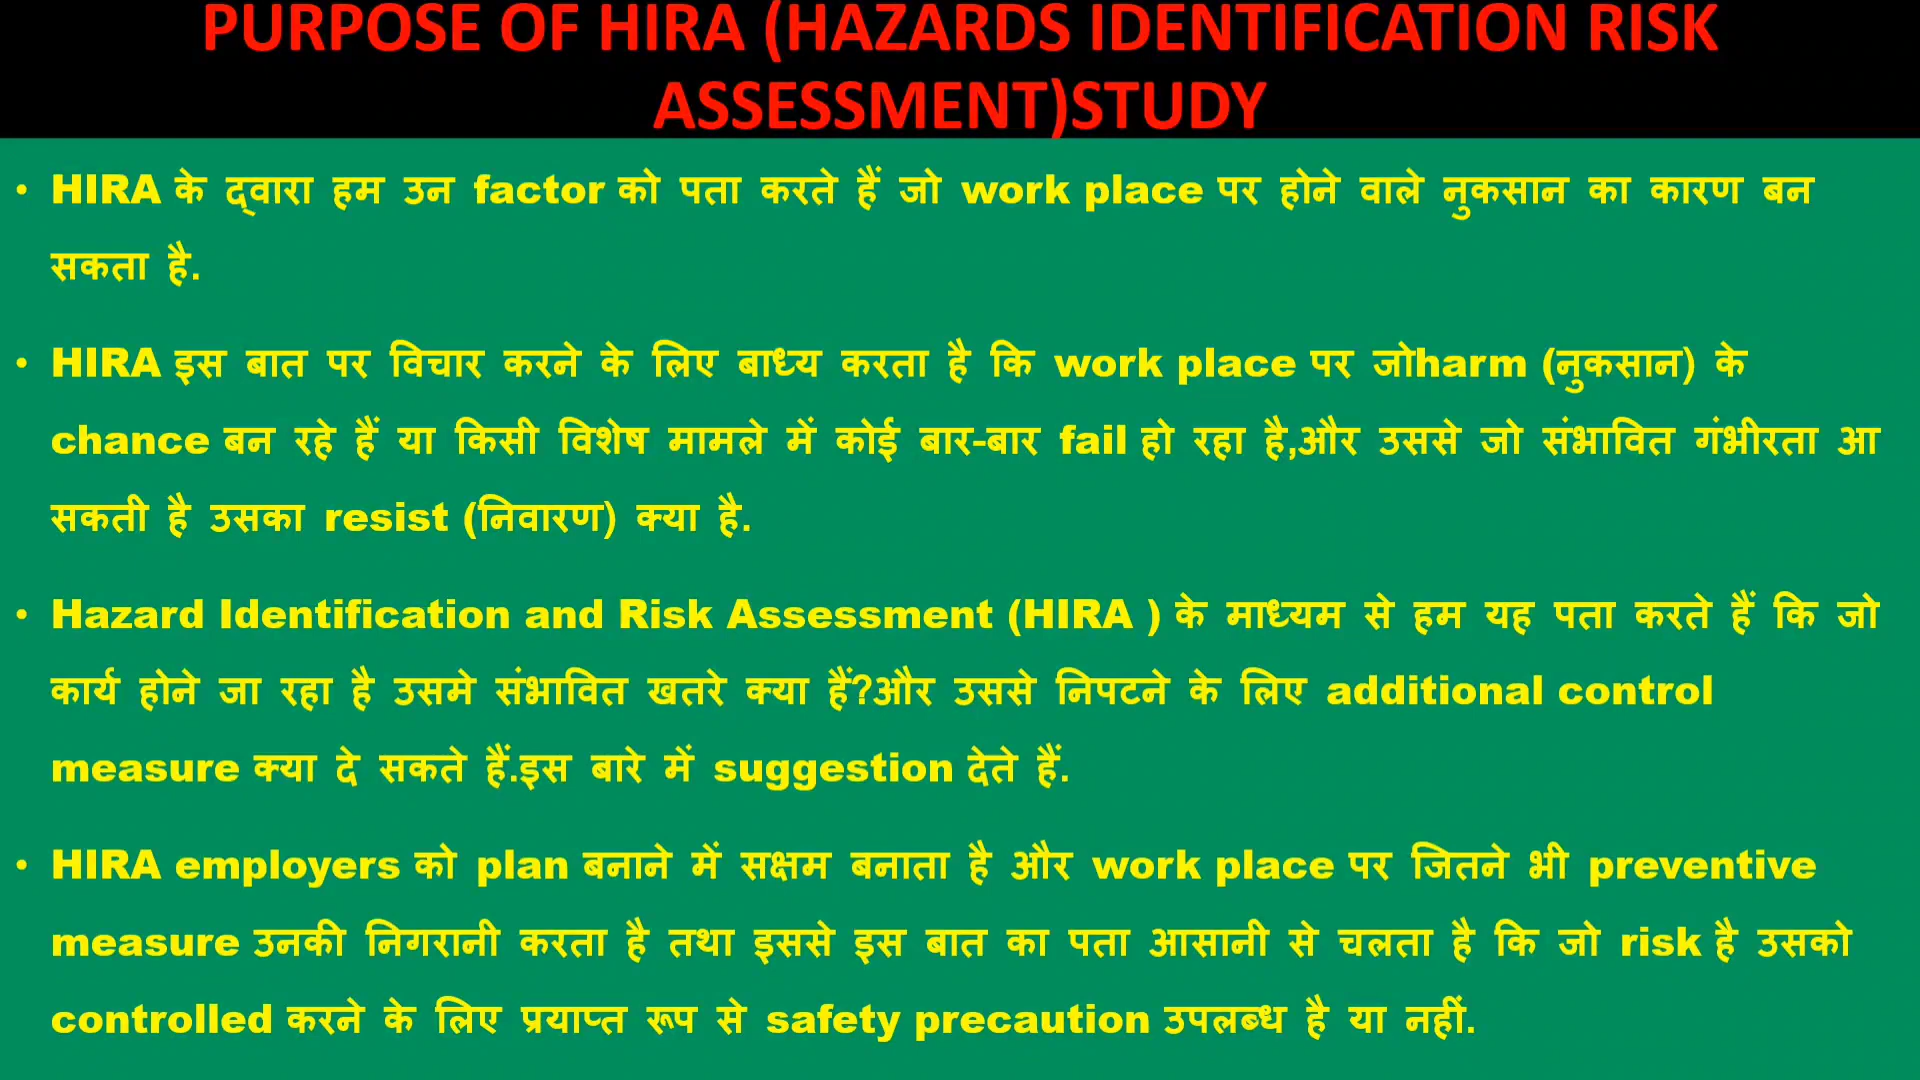 PURPOSE OF HIRA (HAZARDS IDENTIFICATION RISK
ASSESSMENT)STUDY
• HIRA के द्वारा हम उन factor को पता करते हैं जो work place पर होने वाले नुकसान का कारण बन
सकता है.
• HIRA इस बात पर विचार करने के लिए बाध्य करता है कि work place पर जोharm (नुकसान) के
chance बन रहे हैं या किसी विशेष मामले में कोई बार-बार fail हो रहा है,और उससे जो संभावित गंभीरता आ
सकती है उसका resist (निवारण) क्या है.
• Hazard Identification and Risk Assessment (HIRA ) के माध्यम से हम यह पता करते हैं कि जो
कार्य होने जा रहा है उसमे संभावित खतरे क्या हैं?और उससे निपटने के लिए additional control
measure क्या दे सकते हैं.इस बारे में suggestion देते हैं.
• HIRA employers को plan बनाने में सक्षम बनाता है और work place पर जितने भी preventive
measure उनकी निगरानी करता है तथा इससे इस बात का पता आसानी से चलता है कि जो risk है उसको
controlled करने के लिए प्रयाप्त रूप से safety precaution उपलब्ध है या नहीं.